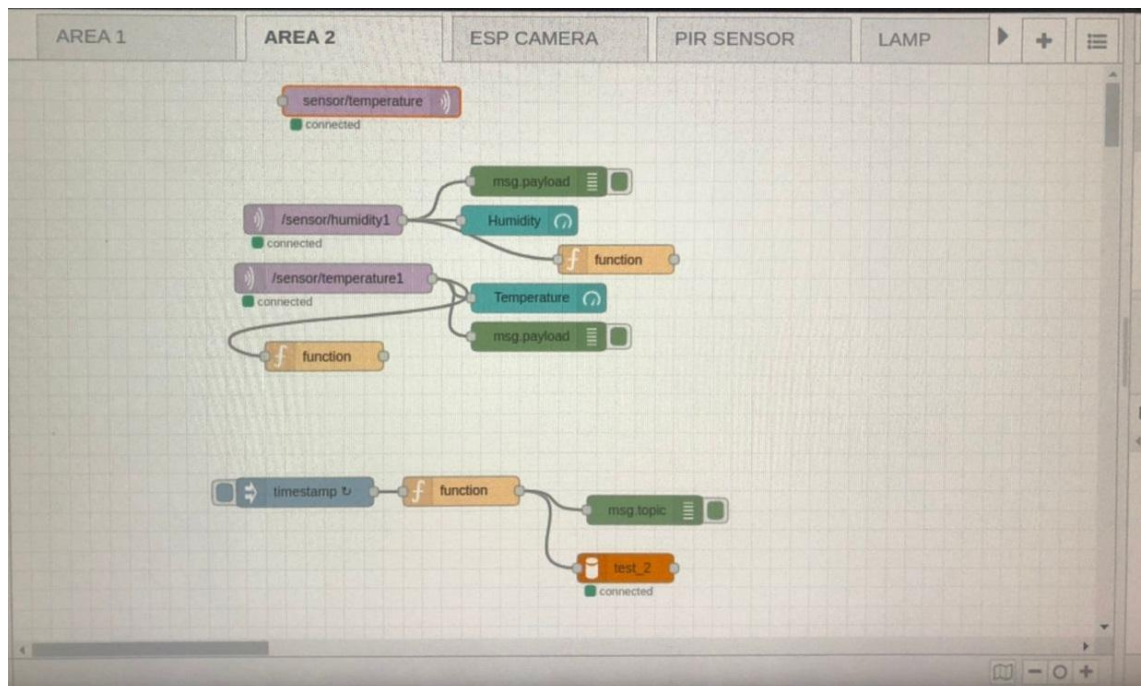 AREA 1
AREA 2
ESP CAMERA
PIR SENSOR
LAMP
sensor/temperature
connected
msg.payload
/sensor/humidity1
Humidity
connected
function
/sensor/temperature1
connected
Temperature
msg.payload
function
timestamp ↻
function
msg.topic
test_2
connected